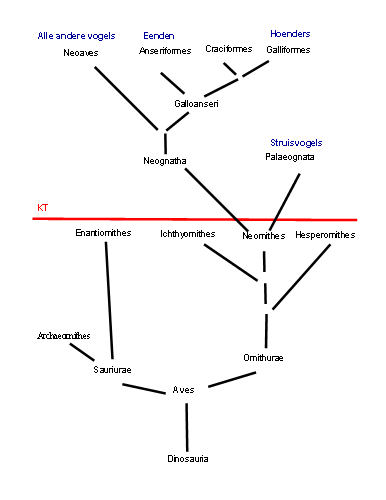 Alle andere vogels
Neoaves
Eenden
Anseriformes
Craciformes
Hoenders
Galliformes
Galloanseri
Neognatha
Struisvogels
Palaeognata
KT
Enantiornithes
Ichthyornithes
Neornithes
Hesperornithes
Archaeornithes
Sauriurae
Ornithurae
Aves
Dinosauria